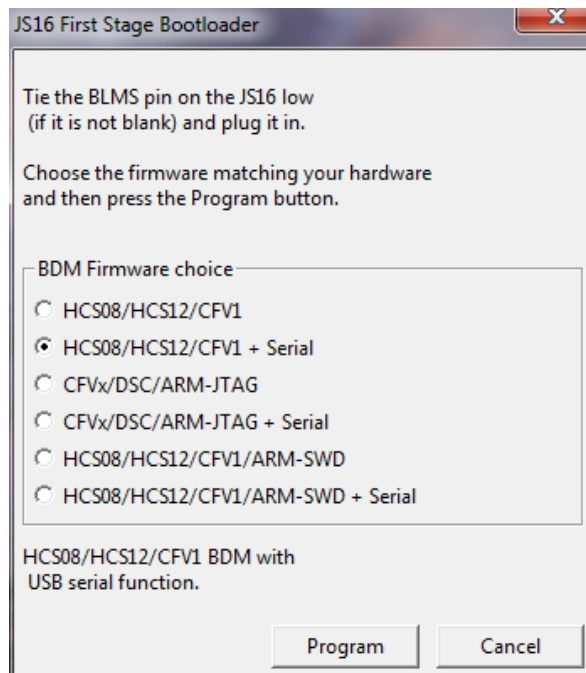 JS16 First Stage Bootloader
Tie the BLMS pin on the JS16 low
(if it is not blank) and plug it in.
Choose the firmware matching your hardware
and then press the Program button.
BDM Firmware choice
HCS08/HCS12/CFV1
HCS08/HCS12/CFV1 + Serial
CFVx/DSC/ARM-JTAG
CFVx/DSC/ARM-JTAG + Serial
HCS08/HCS12/CFV1/ARM-SWD
HCS08/HCS12/CFV1/ARM-SWD + Serial
HCS08/HCS12/CFV1 BDM with
USB serial function.
Program
Cancel